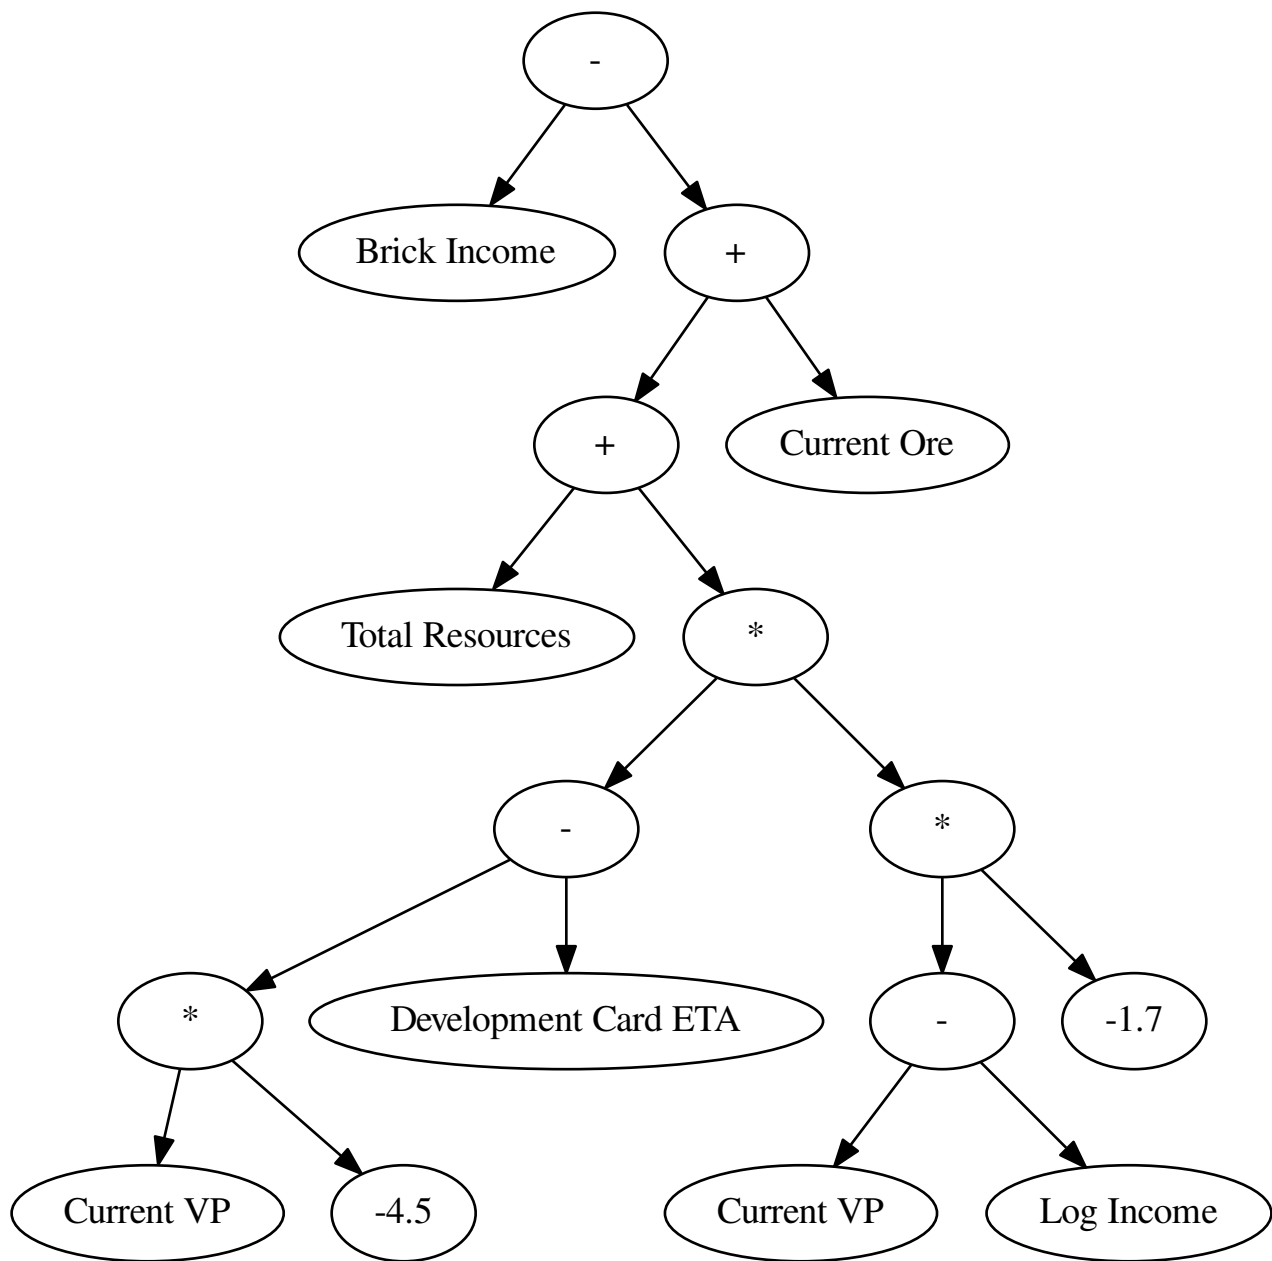 -
Brick Income
+
+
Current Ore
Total Resources
*
-
*
*
Development Card ETA
-
-1.7
Current VP
-4.5
Current VP
Log Income